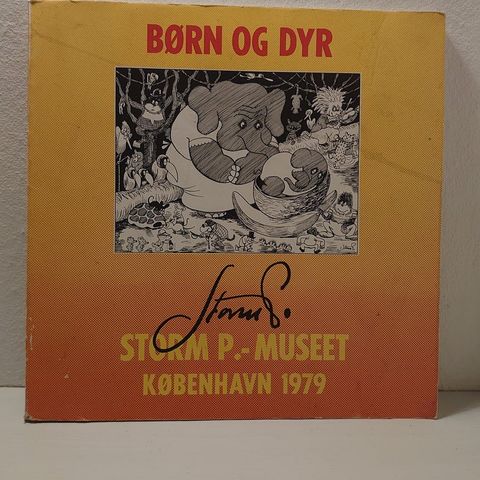 BØRN OG DYR
Storm P.
STORM P.-MUSEET
KØBENHAVN 1979